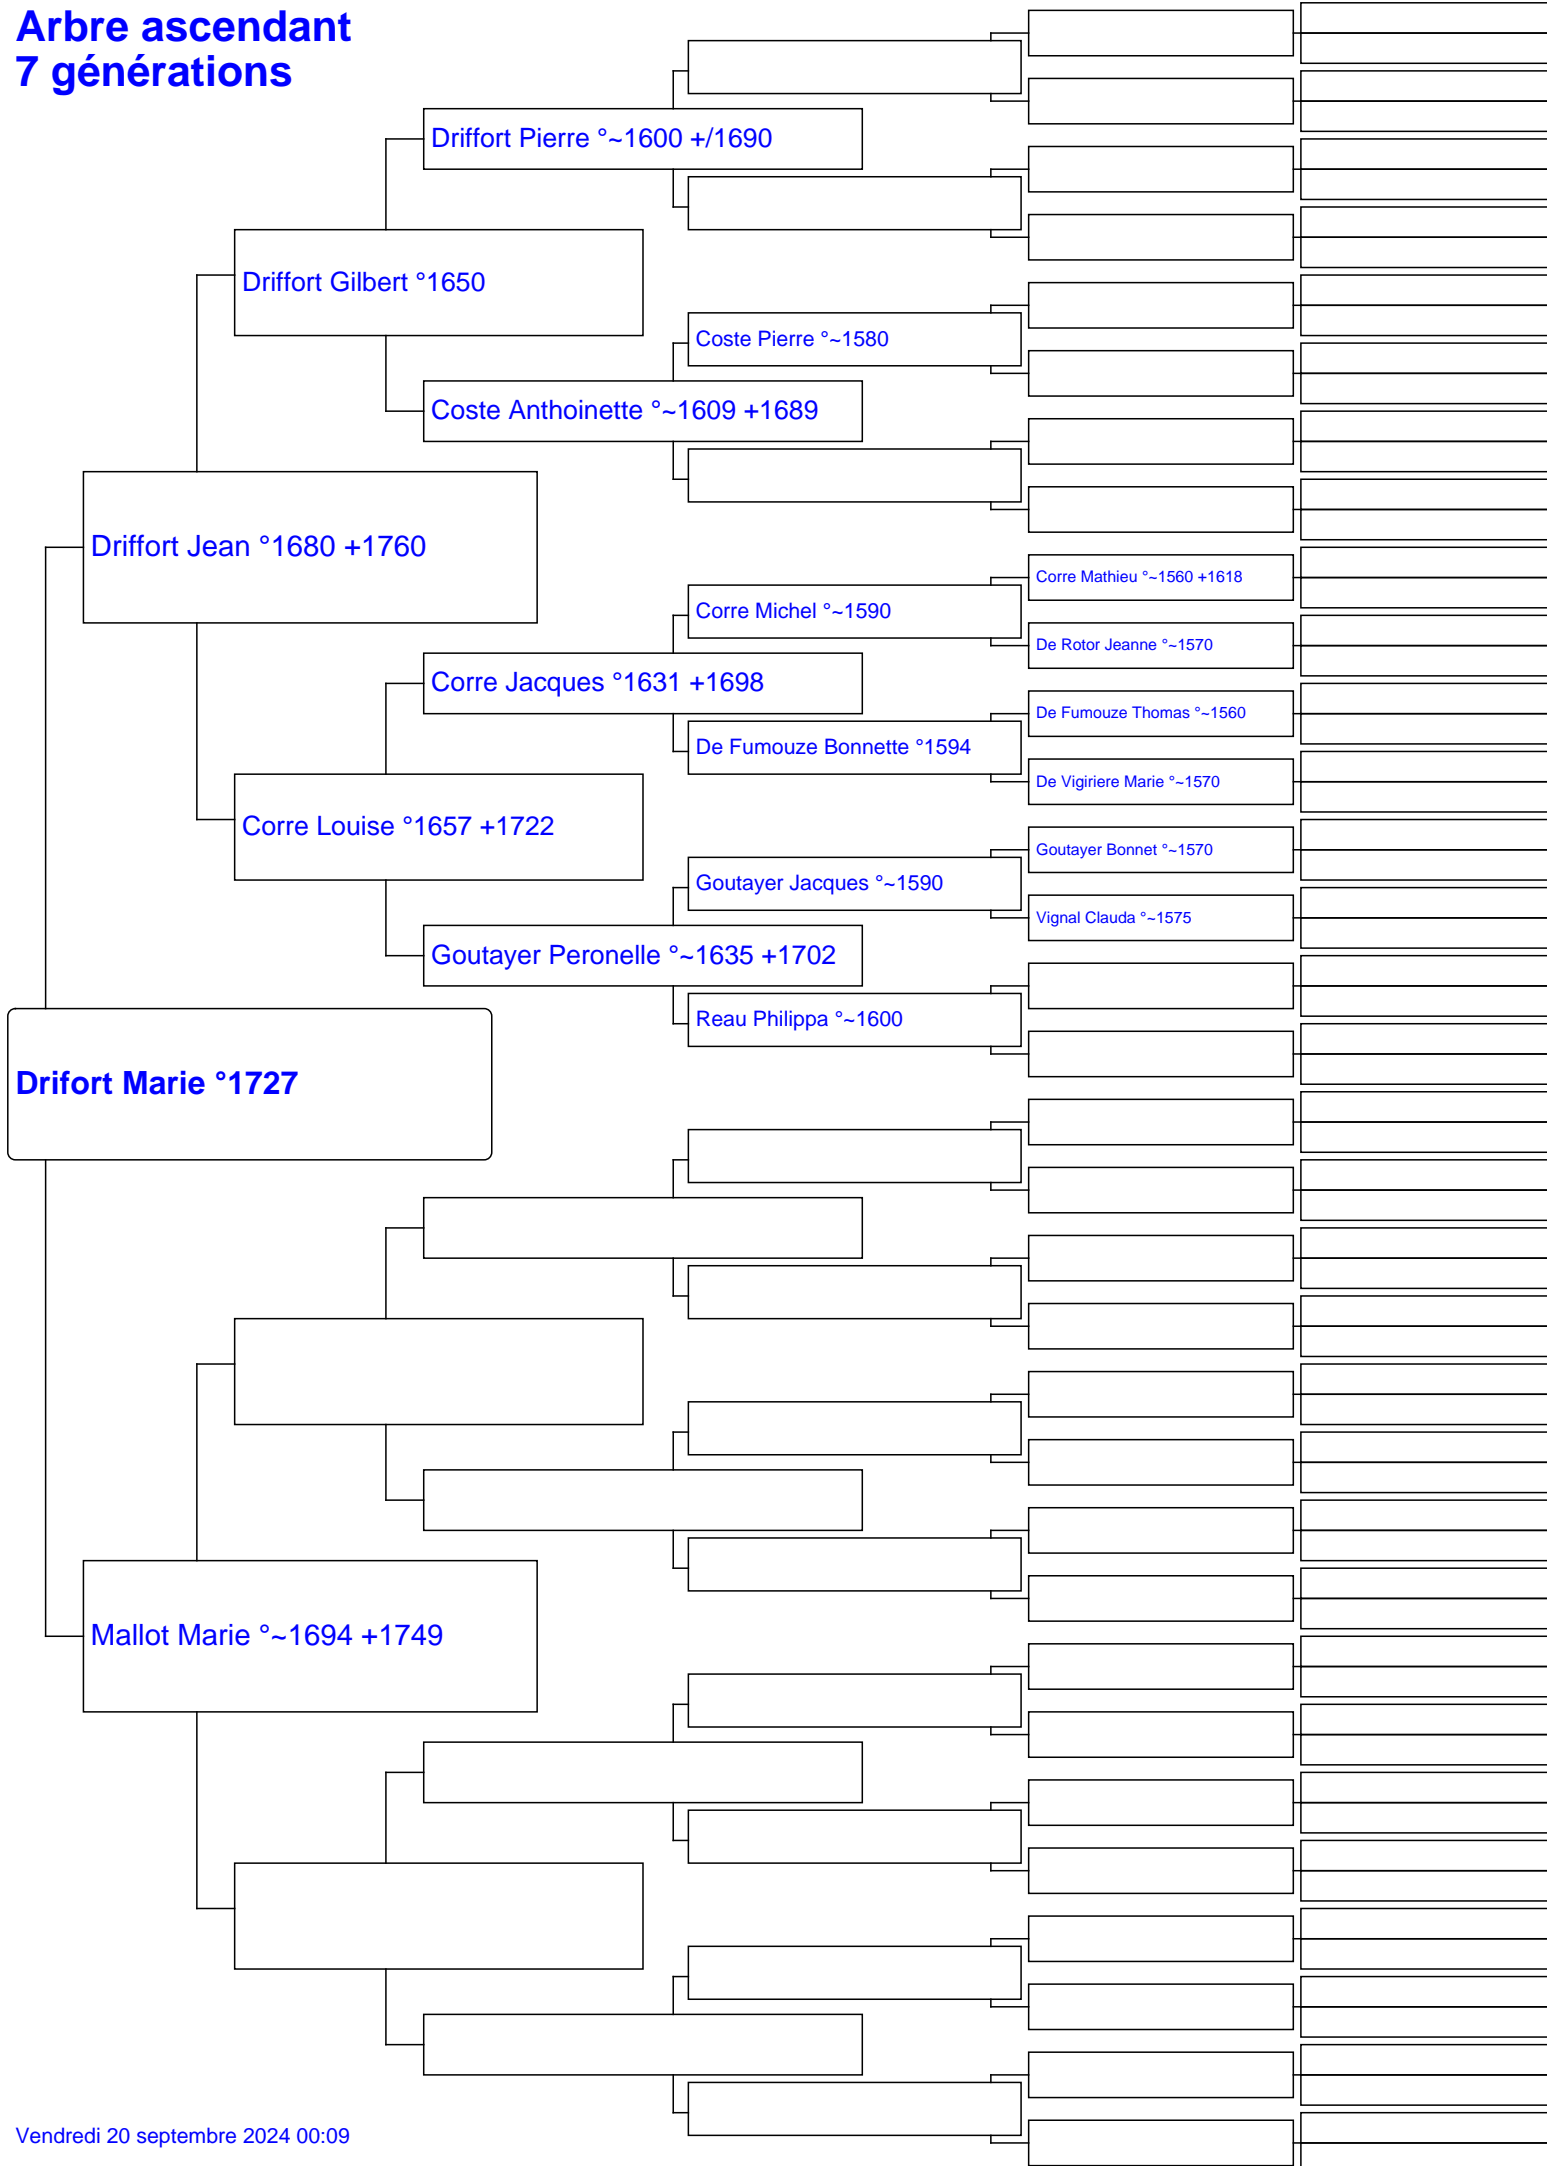 Arbre ascendant
7 générations
Driffort Pierre °~1600 +/1690
Driffort Gilbert °1650
Coste Pierre °~1580
Coste Anthoinette °~1609 +1689
Driffort Jean °1680 +1760
Corre Mathieu °~1560 +1618
Corre Michel °~1590
De Rotor Jeanne °~1570
Corre Jacques °1631 +1698
De Fumouze Thomas °~1560
De Fumouze Bonnette °1594
De Vigiriere Marie °~1570
Corre Louise °1657 +1722
Goutayer Bonnet °~1570
Goutayer Jacques °~1590
Vignal Clauda °~1575
Goutayer Peronelle °~1635 +1702
Reau Philippa °~1600
Drifort Marie °1727
Mallot Marie °~1694 +1749
Vendredi 20 septembre 2024 00:09